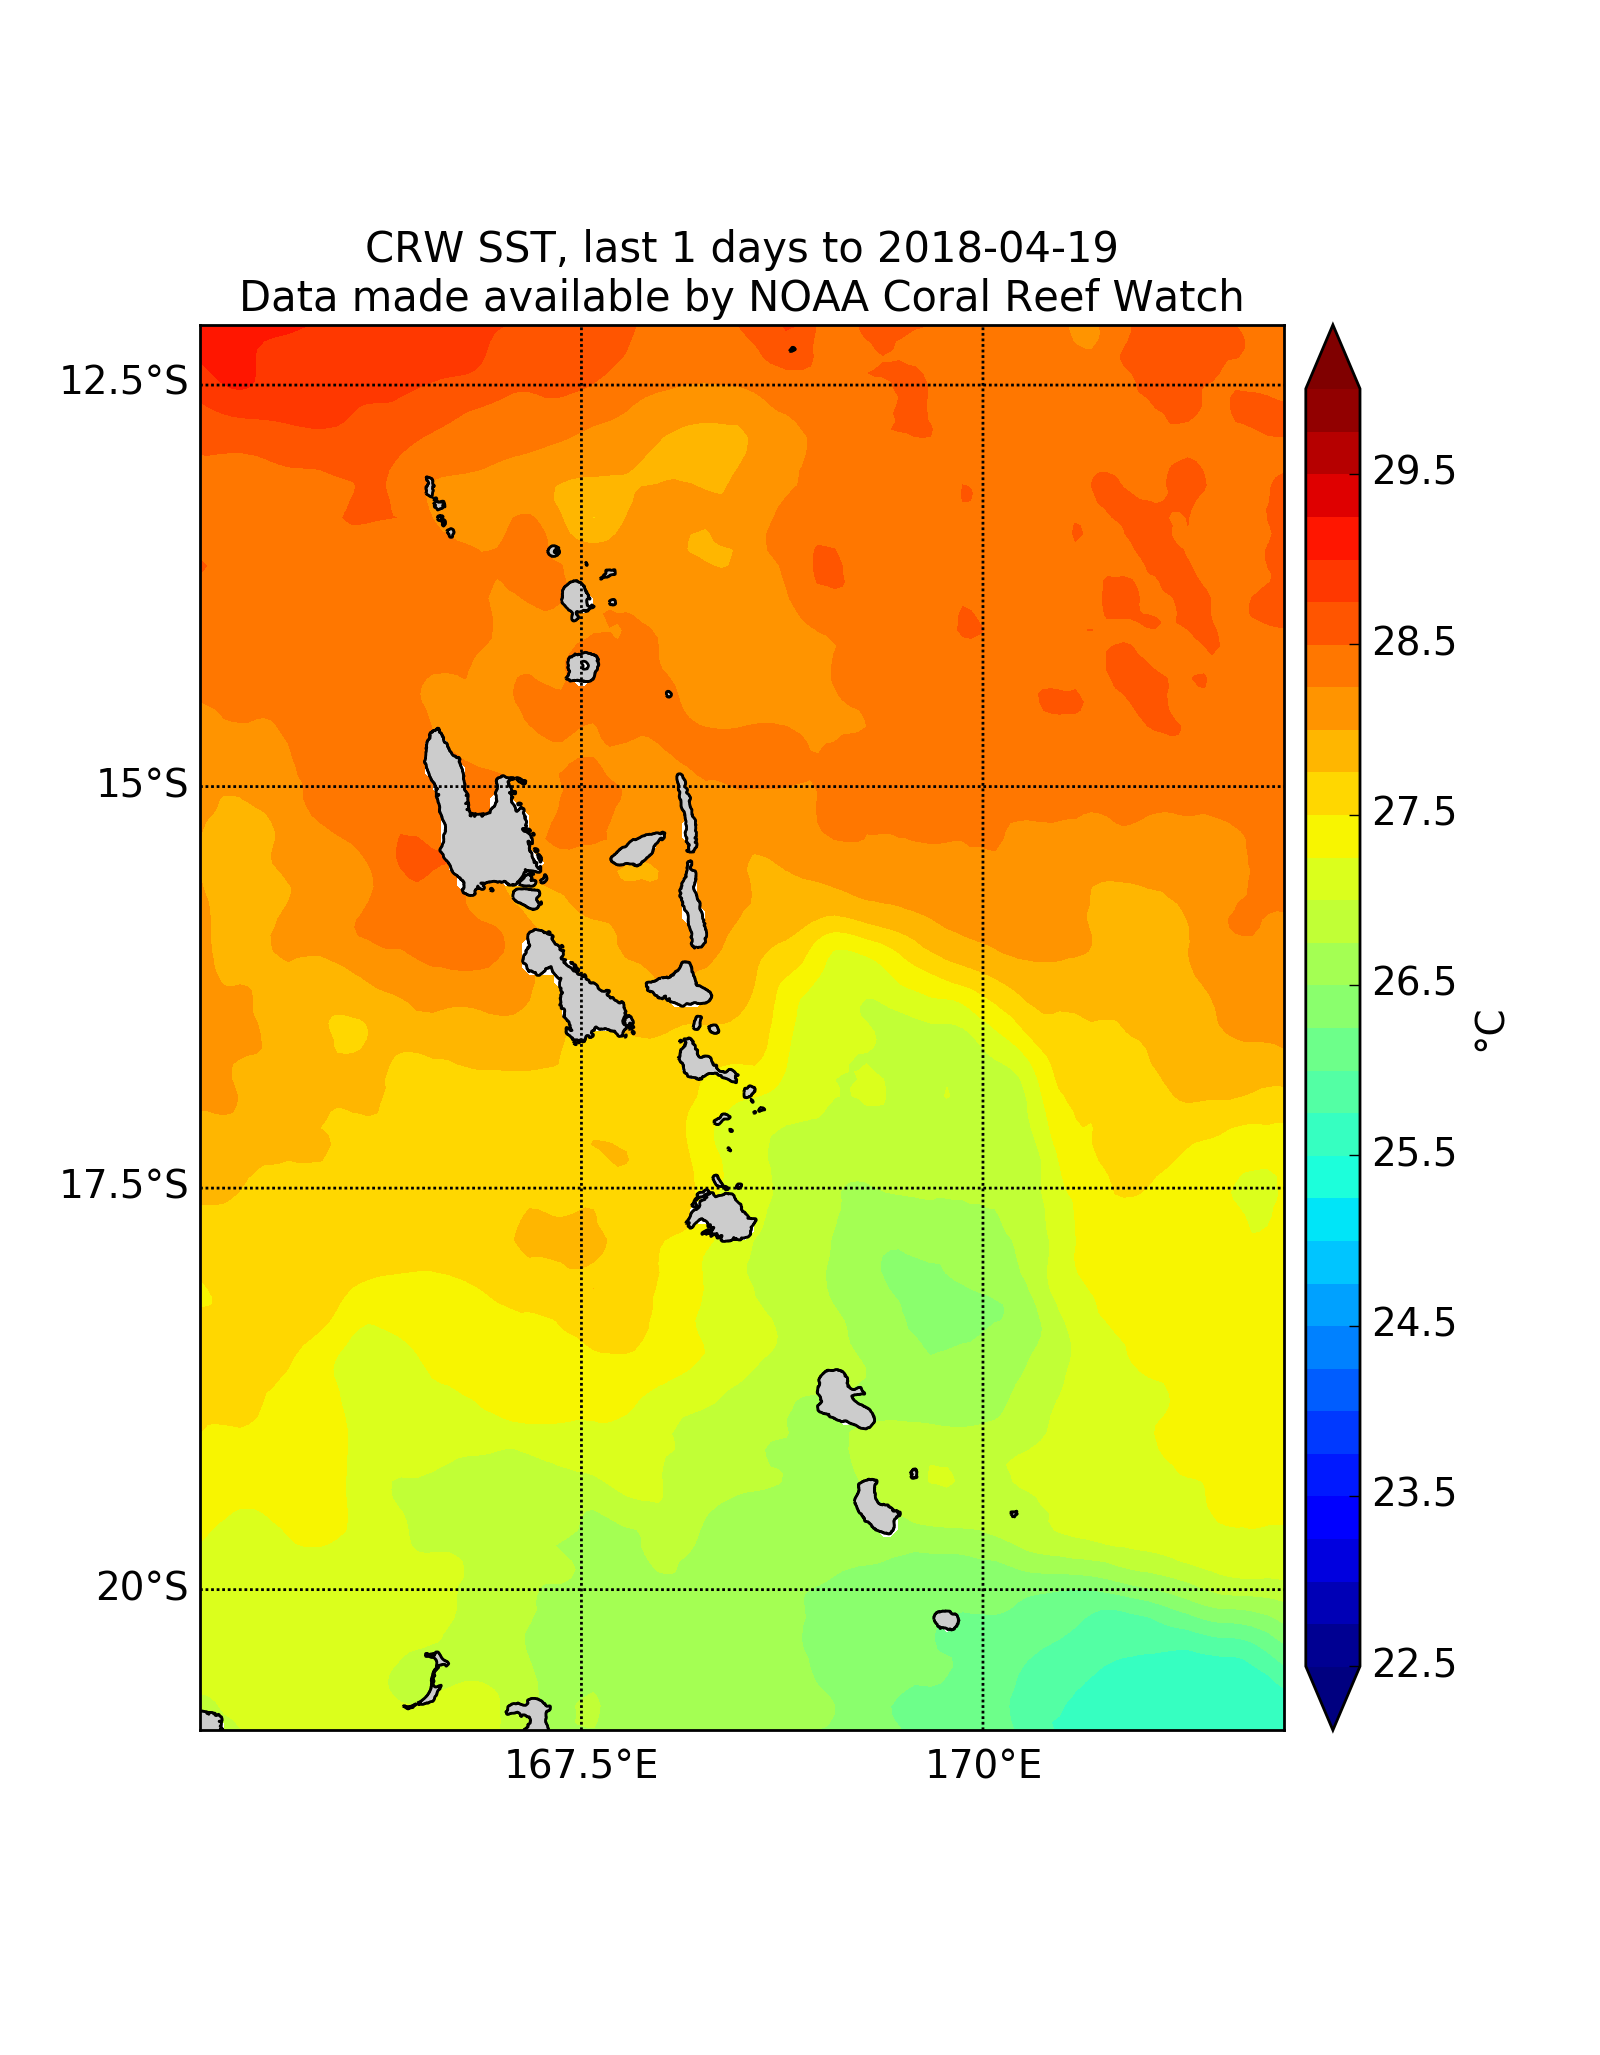 CRW SST, last 1 days to 2018-04-19
Data made available by NOAA Coral Reef Watch
12.5°S
15°S
17.5°S
20°S
167.5°E
170°E
29.5
28.5
27.5
26.5
25.5
24.5
23.5
22.5
°C